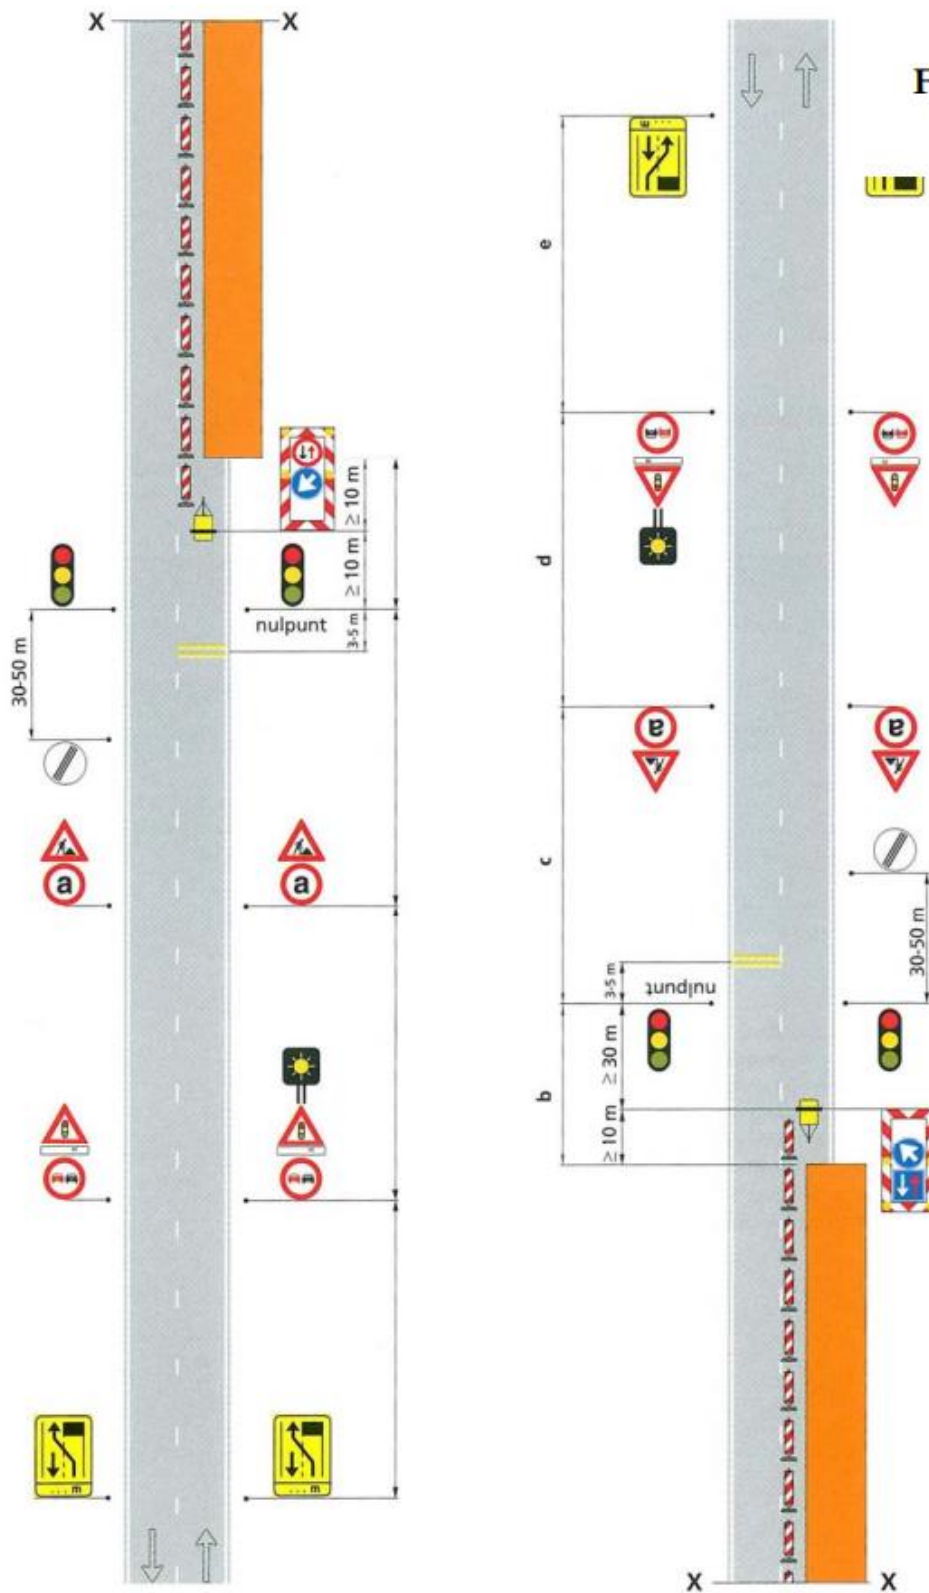 X X
≥ 10 m
≥ 10 m
nulpunt
3-5 m
30-50 m
a
a
... m
... m
F
... m
e
d
a
a
c
3-5 m
nulpunt
30-50 m
≥ 30 m
b
≥ 10 m
X X